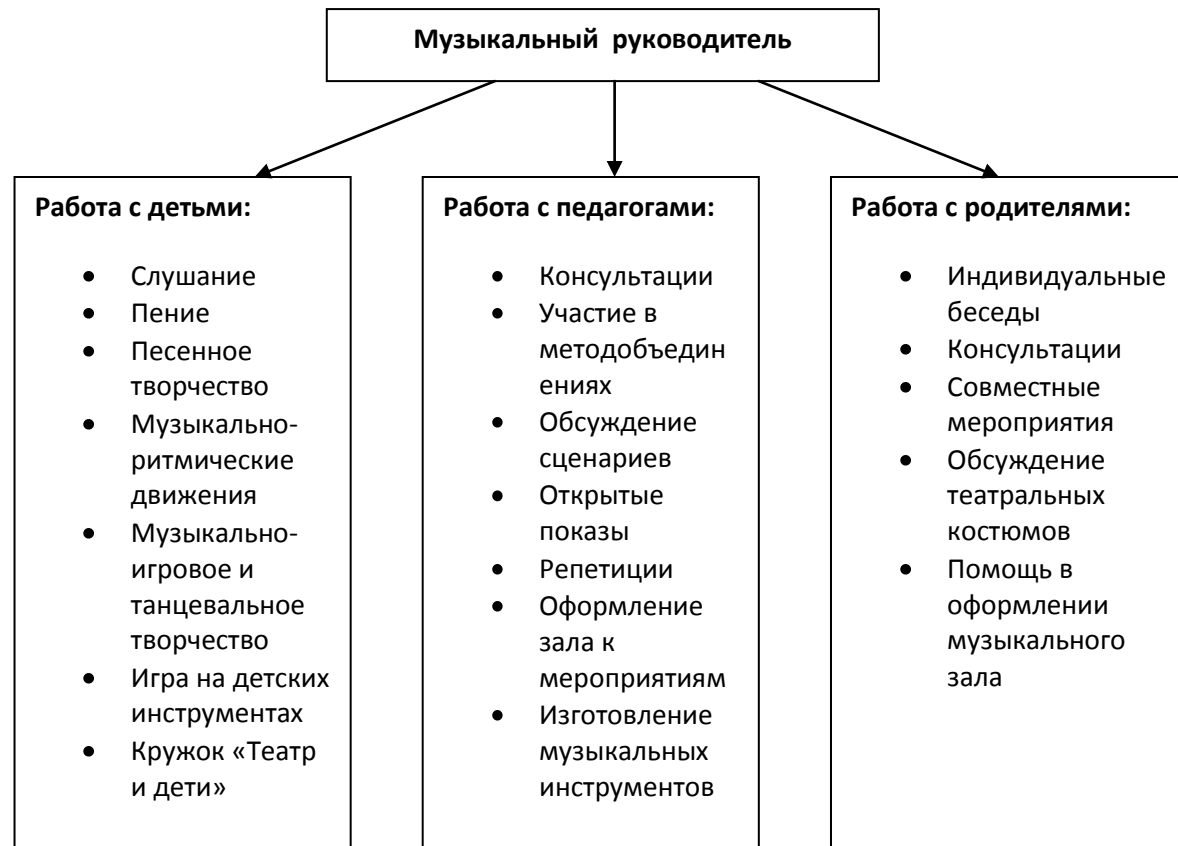 Музыкальный руководитель
Работа с детьми:
• Слушание
• Пение
• Песенное
творчество
• Музыкально-
ритмические
движения
• Музыкально-
игровое и
танцевальное
творчество
• Игра на детских
инструментах
• Кружок «Театр
и дети»
Работа с педагогами:
• Консультации
• Участие в
методобъедин
ениях
• Обсуждение
сценариев
• Открытые
показы
• Репетиции
• Оформление
зала к
мероприятиям
• Изготовление
музыкальных
инструментов
Работа с родителями:
• Индивидуальные
беседы
• Консультации
• Совместные
мероприятия
• Обсуждение
театральных
костюмов
• Помощь в
оформлении
музыкального
зала